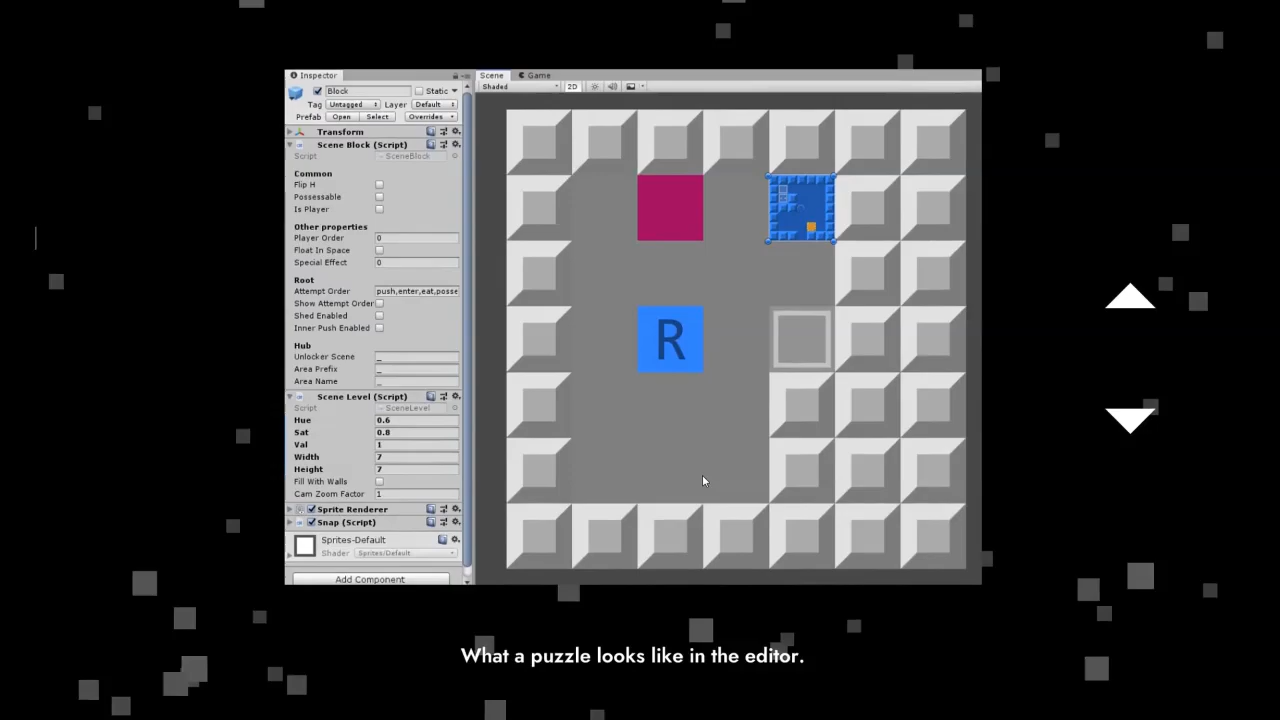 Inspector
Scene Game
Block Static
Shaded 2D
Tag Untagged Layer Default
Prefab Open Select Overrides
Transform
Scene Block (Script)
Script SceneBlock
Common
Flip H
Possessable
Is Player
Other properties
Player Order 0
Float In Space
Special Effect 0
Root
Attempt Order push,enter,eat,posse
Show Attempt Order
Shed Enabled
Inner Push Enabled
Hub
Unlocker Scene _
Area Prefix _
Area Name _
Scene Level (Script)
Script SceneLevel
Hue 0.6
Sat 0.8
Val 1
Width 7
Height 7
Fill With Walls
Cam Zoom Factor 1
Sprite Renderer
Snap (Script)
Sprites-Default
Shader Sprites/Default
Add Component
R
What a puzzle looks like in the editor.